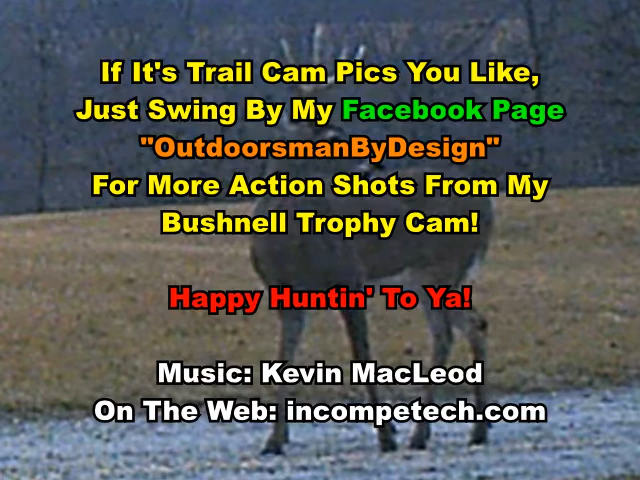 If It's Trail Cam Pics You Like,
Just Swing By My Facebook Page
"OutdoorsmanByDesign"
For More Action Shots From My
Bushnell Trophy Cam!
Happy Huntin' To Ya!
Music: Kevin MacLeod
On The Web: incompetech.com